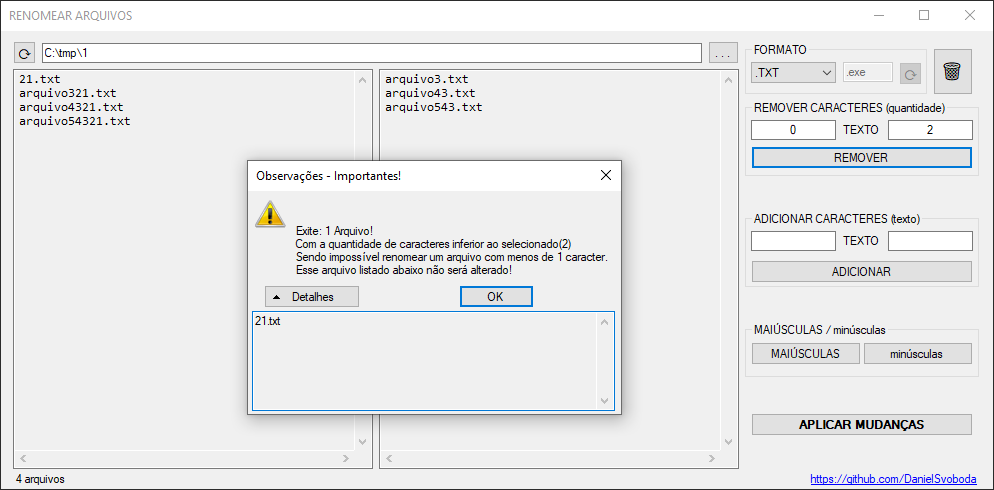 RENOMEAR ARQUIVOS
C:\tmp\1
...
21.txt
arquivo321.txt
arquivo4321.txt
arquivo54321.txt
arquivo3.txt
arquivo43.txt
arquivo543.txt
FORMATO
.TXT
.exe
REMOVER CARACTERES (quantidade)
0 TEXTO 2
REMOVER
ADICIONAR CARACTERES (texto)
TEXTO
ADICIONAR
MAIÚSCULAS / minúsculas
MAIÚSCULAS minúsculas
APLICAR MUDANÇAS
Observações - Importantes!
Exite: 1 Arquivo!
Com a quantidade de caracteres inferior ao selecionado(2)
Sendo impossível renomear um arquivo com menos de 1 caracter.
Esse arquivo listado abaixo não será alterado!
Detalhes OK
21.txt
4 arquivos
https://github.com/DanielSvoboda